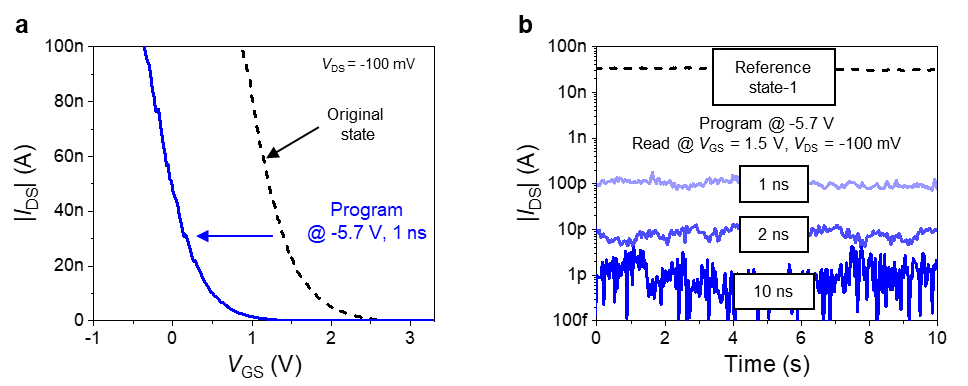 a
100n
80n
60n
40n
20n
0
-1
0
1
2
3
|IDS| (A)
VGS (V)
VDS = -100 mV
Original
state
Program
@ -5.7 V, 1 ns
b
100n
10n
1n
100p
10p
1p
100f
0
2
4
6
8
10
|IDS| (A)
Time (s)
Reference
state-1
Program @ -5.7 V
Read @ VGS = 1.5 V, VDS = -100 mV
1 ns
2 ns
10 ns